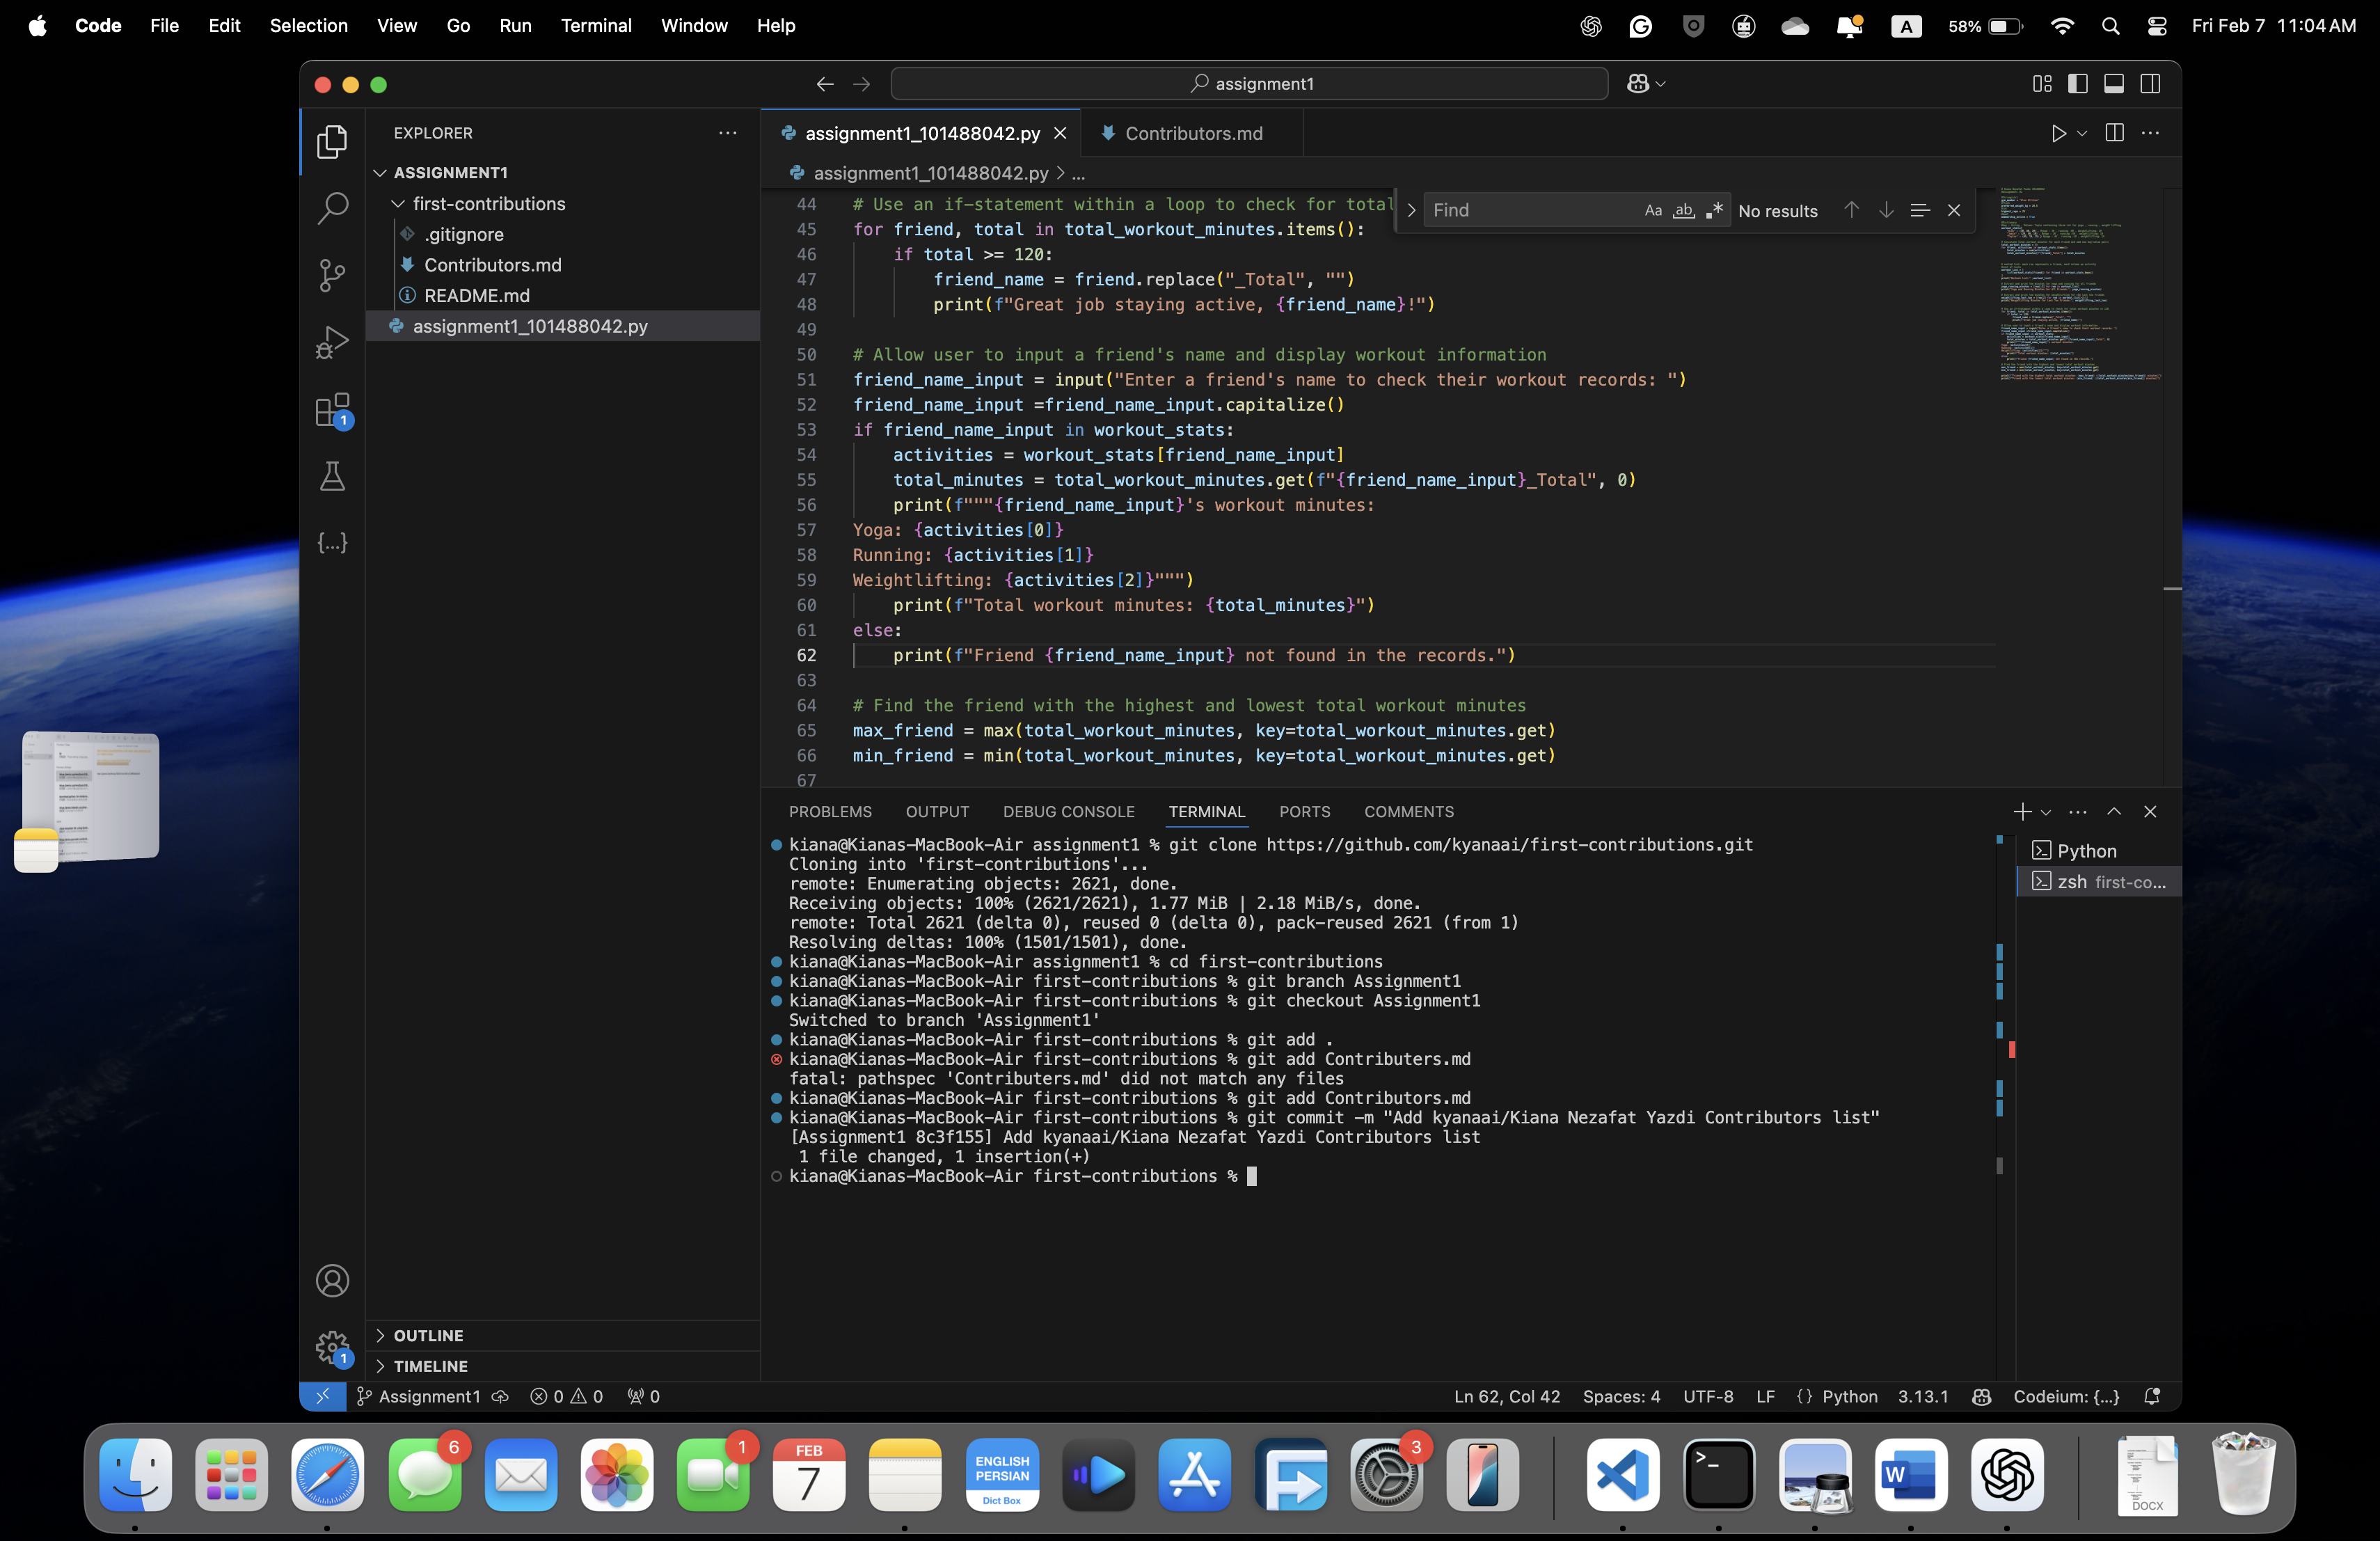 Code File Edit Selection View Go Run Terminal Window Help
A 58% Fri Feb 7 11:04 AM
assignment1
EXPLORER
ASSIGNMENT1
first-contributions
.gitignore
Contributors.md
README.md
assignment1_101488042.py
OUTLINE
TIMELINE
assignment1_101488042.py Contributors.md
assignment1_101488042.py > ...
Find Aa ab .* No results
44 # Use an if-statement within a loop to check for total
45 for friend, total in total_workout_minutes.items():
46 if total >= 120:
47 friend_name = friend.replace("_Total", "")
48 print(f"Great job staying active, {friend_name}!")
49
50 # Allow user to input a friend's name and display workout information
51 friend_name_input = input("Enter a friend's name to check their workout records: ")
52 friend_name_input =friend_name_input.capitalize()
53 if friend_name_input in workout_stats:
54 activities = workout_stats[friend_name_input]
55 total_minutes = total_workout_minutes.get(f"{friend_name_input}_Total", 0)
56 print(f"""{friend_name_input}'s workout minutes:
57 Yoga: {activities[0]}
58 Running: {activities[1]}
59 Weightlifting: {activities[2]}""")
60 print(f"Total workout minutes: {total_minutes}")
61 else:
62 print(f"Friend {friend_name_input} not found in the records.")
63
64 # Find the friend with the highest and lowest total workout minutes
65 max_friend = max(total_workout_minutes, key=total_workout_minutes.get)
66 min_friend = min(total_workout_minutes, key=total_workout_minutes.get)
67
PROBLEMS OUTPUT DEBUG CONSOLE TERMINAL PORTS COMMENTS
kiana@Kianas-MacBook-Air assignment1 % git clone https://github.com/kyanaai/first-contributions.git
Cloning into 'first-contributions'...
remote: Enumerating objects: 2621, done.
Receiving objects: 100% (2621/2621), 1.77 MiB | 2.18 MiB/s, done.
remote: Total 2621 (delta 0), reused 0 (delta 0), pack-reused 2621 (from 1)
Resolving deltas: 100% (1501/1501), done.
kiana@Kianas-MacBook-Air assignment1 % cd first-contributions
kiana@Kianas-MacBook-Air first-contributions % git branch Assignment1
kiana@Kianas-MacBook-Air first-contributions % git checkout Assignment1
Switched to branch 'Assignment1'
kiana@Kianas-MacBook-Air first-contributions % git add .
kiana@Kianas-MacBook-Air first-contributions % git add Contributers.md
fatal: pathspec 'Contributers.md' did not match any files
kiana@Kianas-MacBook-Air first-contributions % git add Contributors.md
kiana@Kianas-MacBook-Air first-contributions % git commit -m "Add kyanaai/Kiana Nezafat Yazdi Contributors list"
[Assignment1 8c3f155] Add kyanaai/Kiana Nezafat Yazdi Contributors list
1 file changed, 1 insertion(+)
kiana@Kianas-MacBook-Air first-contributions %
Python
zsh first-co...
1
{...}
1
Assignment1 0 0 0
Ln 62, Col 42 Spaces: 4 UTF-8 LF {} Python 3.13.1 Codeium: {...}
6
1
FEB
7
ENGLISH
PERSIAN
Dict Box
3
>_
W
DOCX